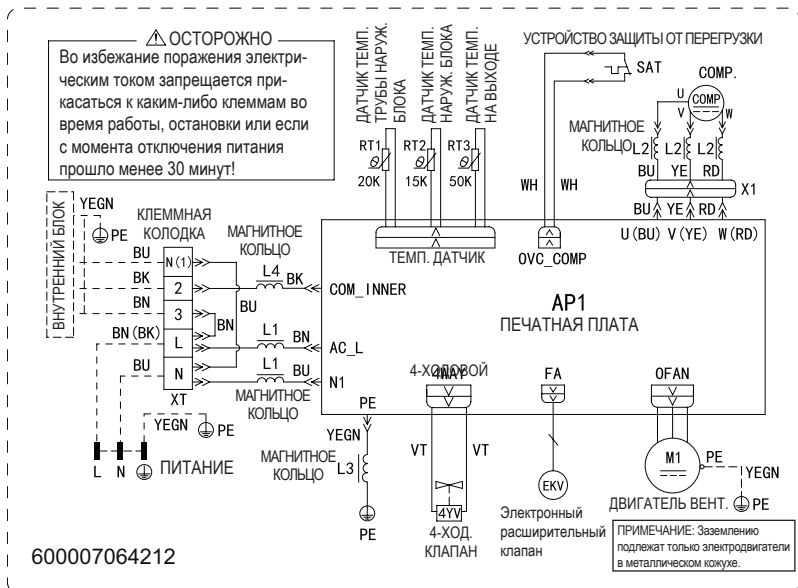 ОСТОРОЖНО
Во избежание поражения электри-
ческим током запрещается при-
касаться к каким-либо клеммам во
время работы, остановки или если
с момента отключения питания
прошло менее 30 минут!
ДАТЧИК ТЕМП.
ТРУБЫ НАРУЖ.
БЛОКА
ДАТЧИК ТЕМП.
НАРУЖ. БЛОКА
ДАТЧИК ТЕМП.
НА ВЫХОДЕ
RT1
RT2
RT3
20K
15K
50K
ТЕМП. ДАТЧИК
УСТРОЙСТВО ЗАЩИТЫ ОТ ПЕРЕГРУЗКИ
SAT
WH
WH
OVC_COMP
COMP.
COMP
U
V
W
МАГНИТНОЕ
КОЛЬЦО
L2
L2
L2
BU
YE
RD
X1
BU
YE
RD
U(BU)
V(YE)
W(RD)
ВНУТРЕННИЙ БЛОК
YEGN
PE
КЛЕММНАЯ
КОЛОДКА
МАГНИТНОЕ
КОЛЬЦО
BU
N(1)
BK
2
L4
BK
COM_INNER
BN
3
BU
BN
BN(BK)
L
L1
BN
AC_L
BU
N
L1
BU
N1
XT
МАГНИТНОЕ
КОЛЬЦО
YEGN
PE
L
N
ПИТАНИЕ
AP1
ПЕЧАТНАЯ ПЛАТА
PE
YEGN
МАГНИТНОЕ
КОЛЬЦО
L3
PE
4-ХОДОВОЙ
4WAY
VT
VT
4YV
4-ХОД.
КЛАПАН
FA
EKV
Электронный
расширительный
клапан
OFAN
M1
PE
YEGN
PE
ДВИГАТЕЛЬ ВЕНТ.
ПРИМЕЧАНИЕ: Заземлению
подлежат только электродвигатели
в металлическом кожухе.
600007064212